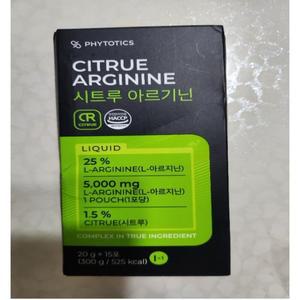 PHYTOTICS
CITRUE
ARGININE
시트루 아르기닌
CR
CITRUE
HACCP
LIQUID
25 %
L-ARGININE(L-아르지닌)
5,000 mg
L-ARGININE(L-아르지닌)
1 POUCH(1포당)
1.5 %
CITRUE(시트루)
COMPLEX IN TRUE INGREDIENT
20 g * 15포
(300 g / 525 kcal)